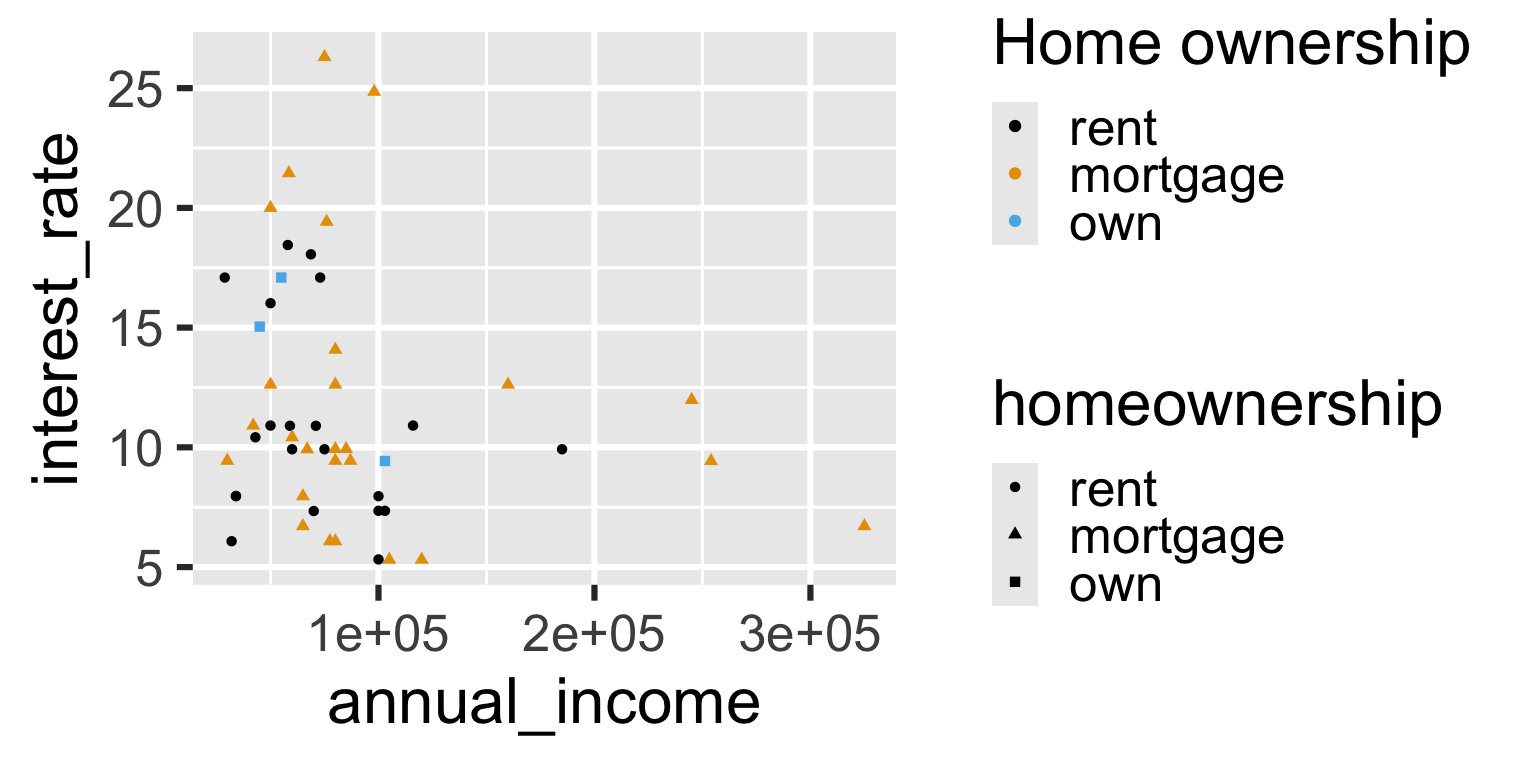 25
20
15
10
5
interest_rate
1e+05 2e+05 3e+05
annual_income
Home ownership
rent
mortgage
own
homeownership
rent
mortgage
own